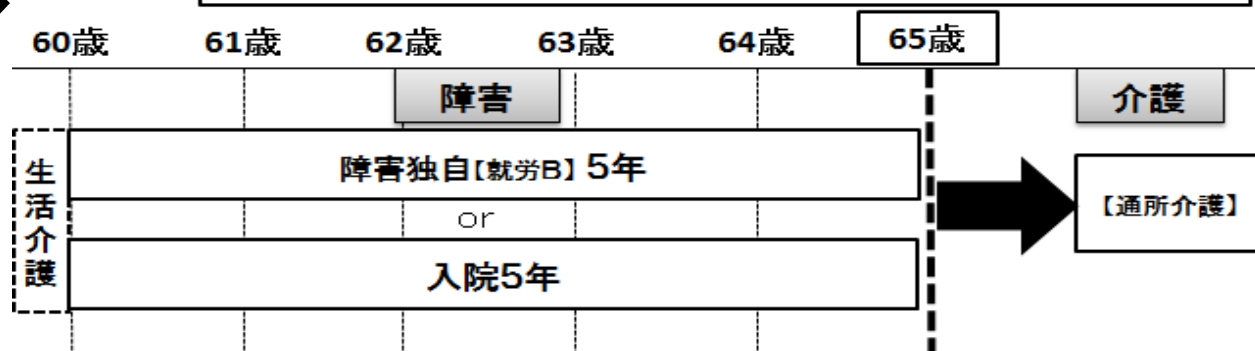 60歳 61歳 62歳 63歳 64歳 65歳
障害 介護
生活介護
障害独自【就労B】5年
【通所介護】
or
入院5年